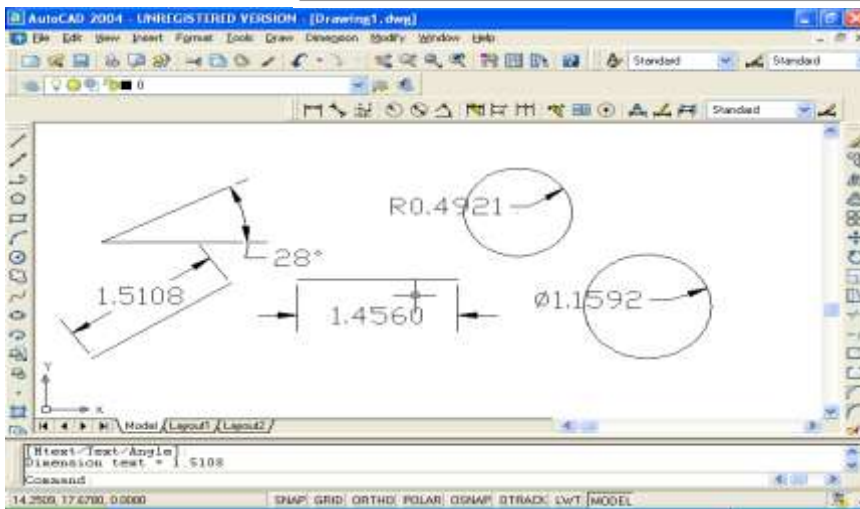 AutoCAD 2004 - UNREGISTERED VERSION - [Drawing1.dwg]
File Edit View Insert Format Tools Draw Dimension Modify Window Help
Standard Standard
0
Standard
R0.4921
28°
1.5108
1.4560
Ø1.1592
Y
X
Model Layout1 Layout2
[Mtext/Text/Angle]
Dimension text = 1.5108
Command
14.2509, 17.6700, 0.0000 SNAP GRID ORTHO POLAR OSNAP OTRACK LWT MODEL